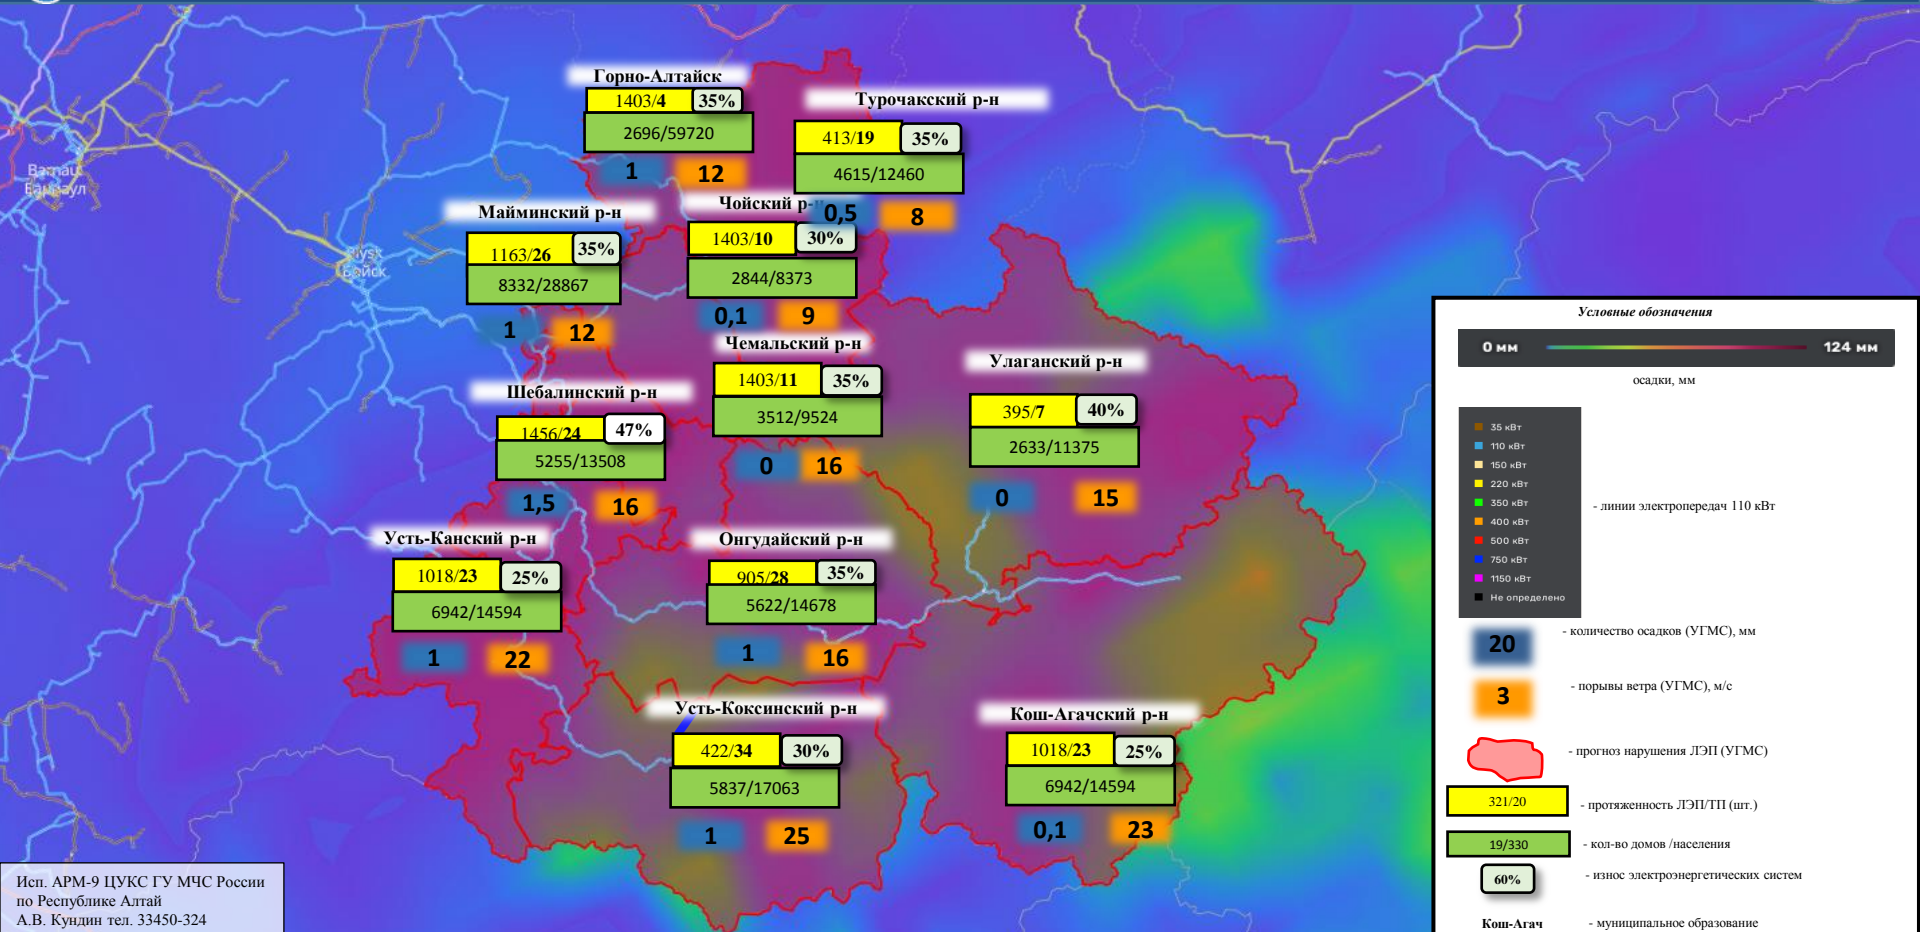 Горно-Алтайск
1403/4 35%
2696/59720
1 12
Турочакский р-н
413/19 35%
4615/12460
0,5 8
Майминский р-н
1163/26 35%
8332/28867
1 12
Чойский р-н
1403/10 30%
2844/8373
0,1 9
Чемальский р-н
1403/11 35%
3512/9524
0 16
Улаганский р-н
395/7 40%
2633/11375
0 15
Шебалинский р-н
1456/24 47%
5255/13508
1,5 16
Усть-Канский р-н
1018/23 25%
6942/14594
1 22
Онгудайский р-н
905/28 35%
5622/14678
1 16
Усть-Коксинский р-н
422/34 30%
5837/17063
1 25
Кош-Агачский р-н
1018/23 25%
6942/14594
0,1 23
Барнаул
Biysk
Бийск
Условные обозначения
0 мм 124 мм
осадки, мм
35 кВт
110 кВт
150 кВт
220 кВт
350 кВт
400 кВт
500 кВт
750 кВт
1150 кВт
Не определено
- линии электропередач 110 кВт
20 - количество осадков (УГМС), мм
3 - порывы ветра (УГМС), м/с
- прогноз нарушения ЛЭП (УГМС)
321/20 - протяженность ЛЭП/ТП (шт.)
19/330 - кол-во домов /населения
60% - износ электроэнергетических систем
Кош-Агач - муниципальное образование
Исп. АРМ-9 ЦУКС ГУ МЧС России
по Республике Алтай
А.В. Кундин тел. 33450-324